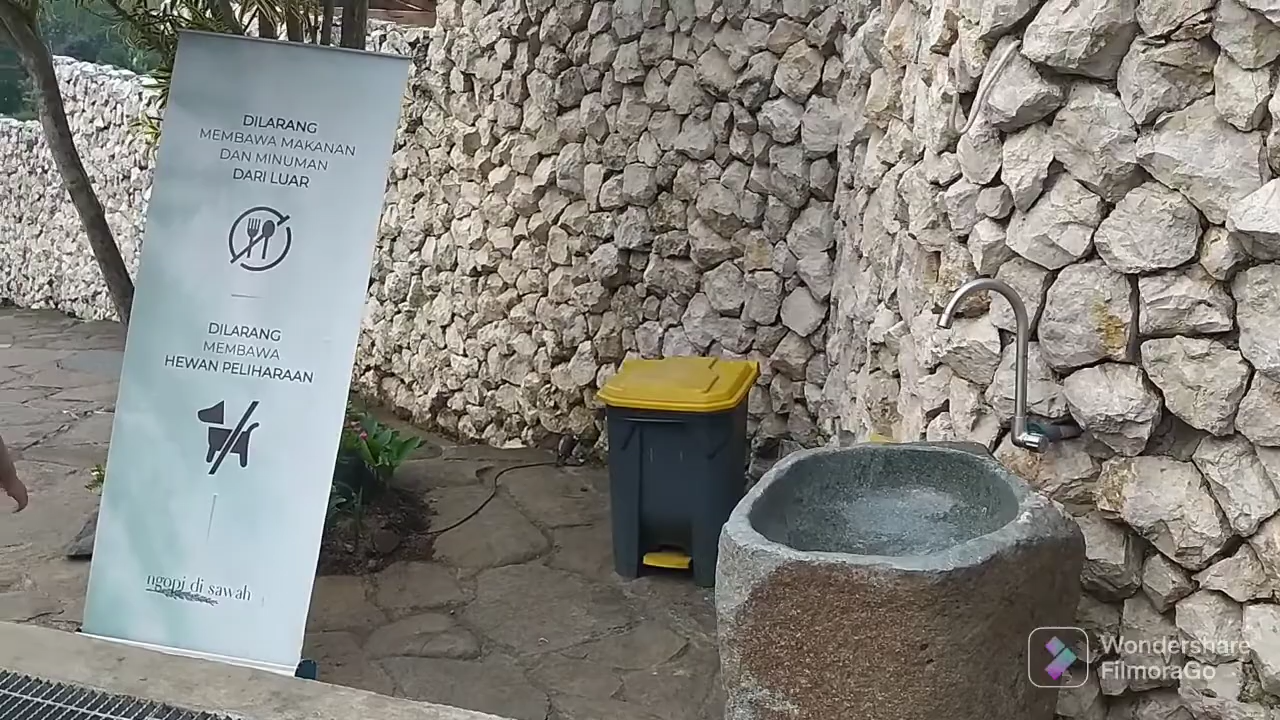 DILARANG
MEMBAWA MAKANAN
DAN MINUMAN
DARI LUAR
DILARANG
MEMBAWA
HEWAN PELIHARAAN
ngopi di sawah
Wondershare
FilmoraGo